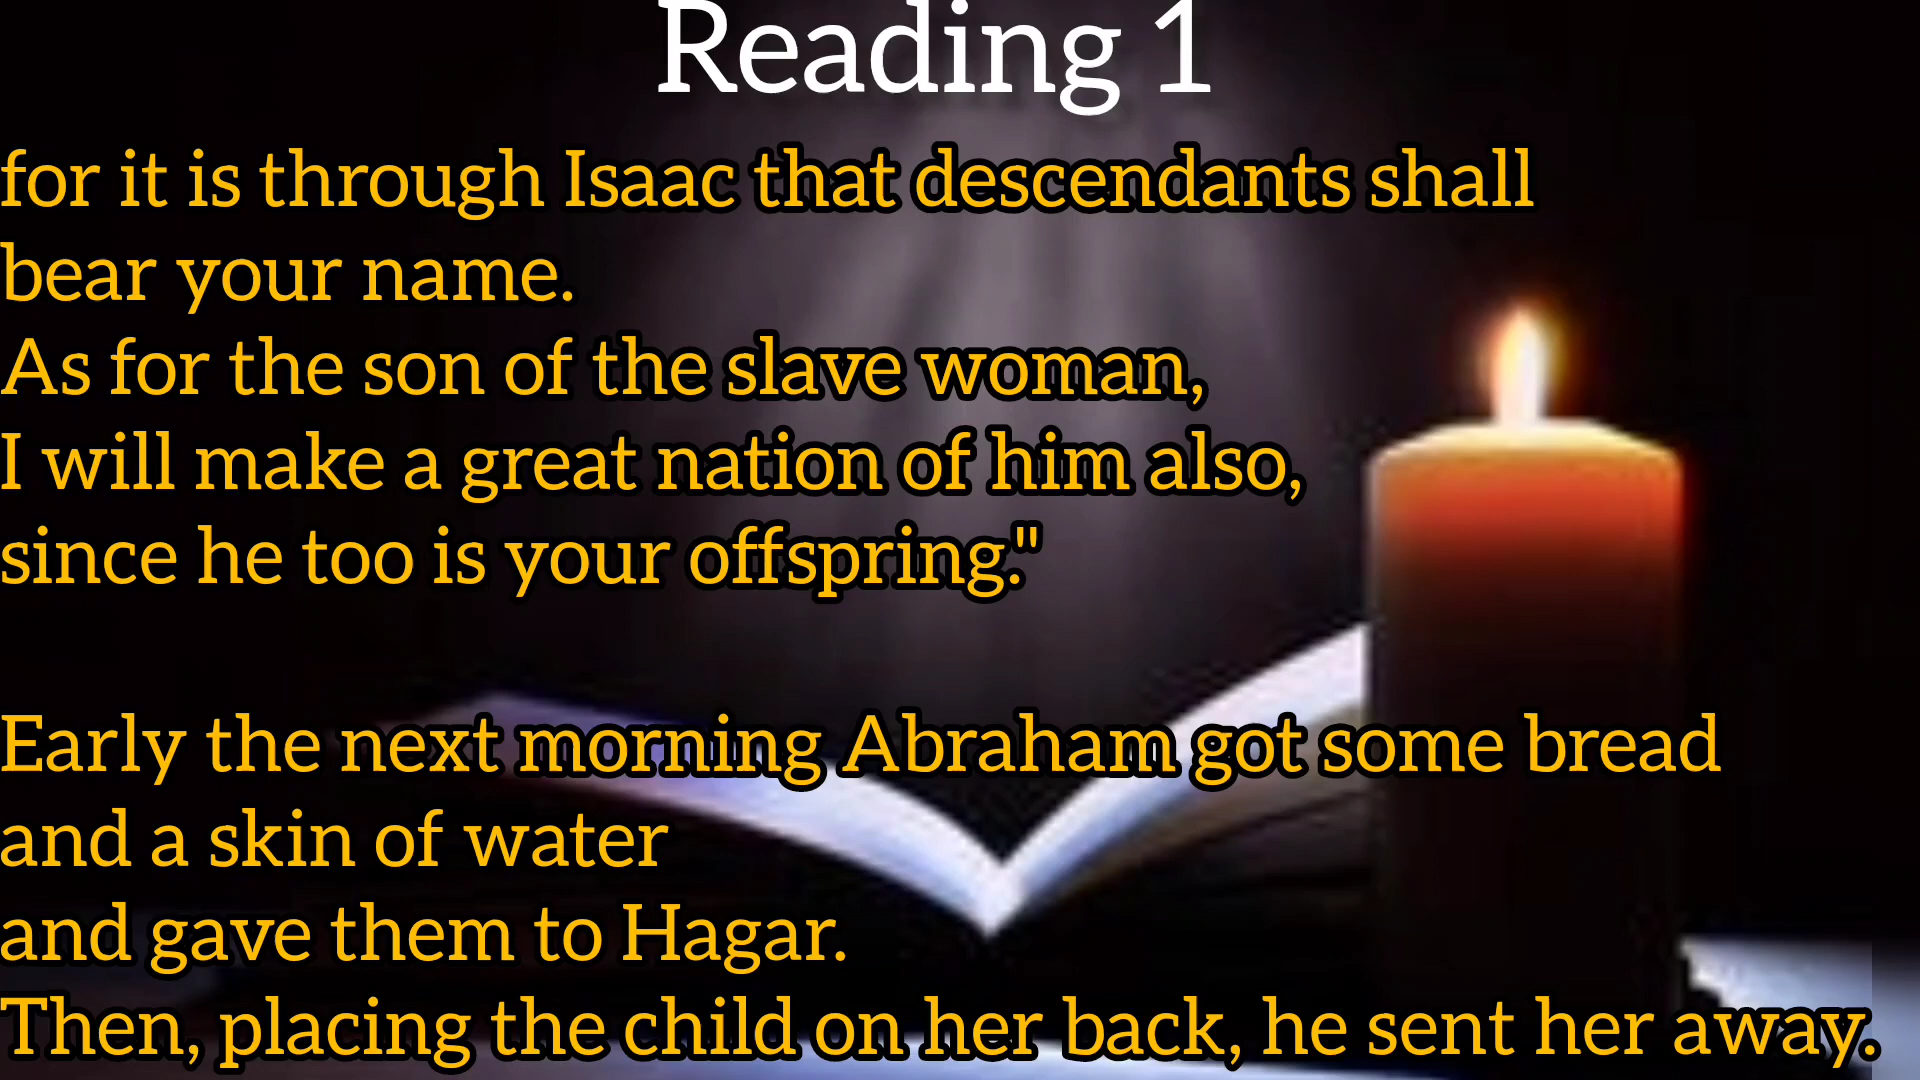 Reading 1
for it is through Isaac that descendants shall
bear your name.
As for the son of the slave woman,
I will make a great nation of him also,
since he too is your offspring."
Early the next morning Abraham got some bread
and a skin of water
and gave them to Hagar.
Then, placing the child on her back, he sent her away.